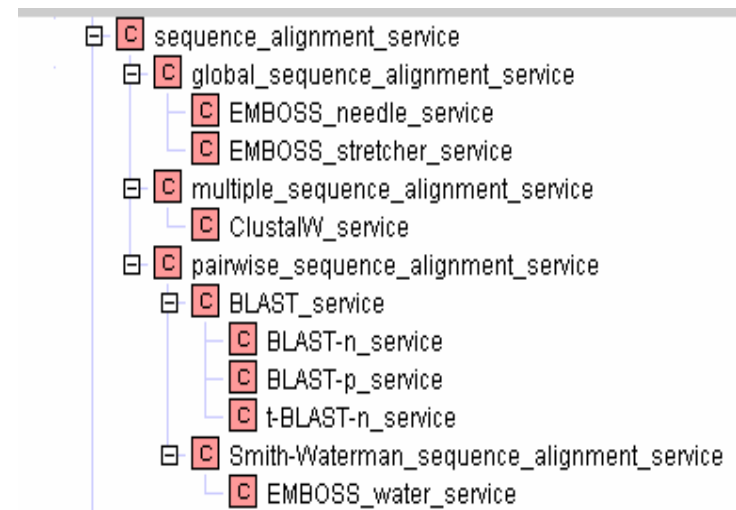 C sequence_alignment_service
C global_sequence_alignment_service
C EMBOSS_needle_service
C EMBOSS_stretcher_service
C multiple_sequence_alignment_service
C ClustalW_service
C pairwise_sequence_alignment_service
C BLAST_service
C BLAST-n_service
C BLAST-p_service
C t-BLAST-n_service
C Smith-Waterman_sequence_alignment_service
C EMBOSS_water_service